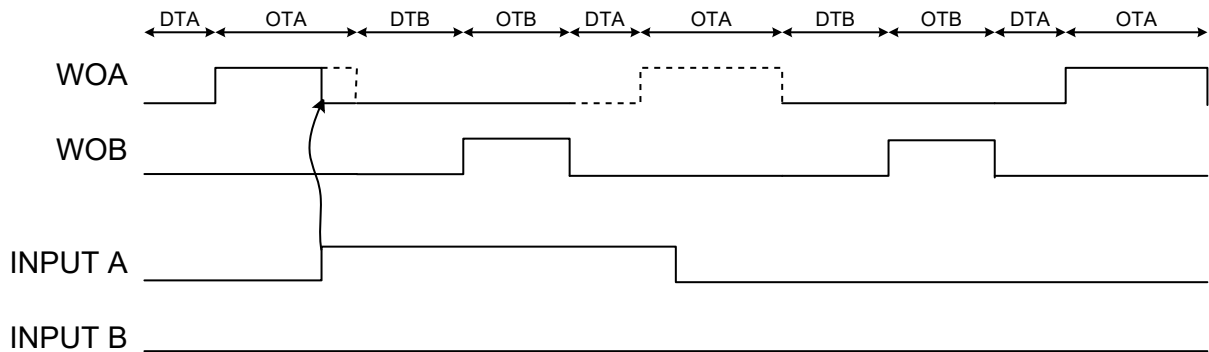 DTA OTA DTB OTB DTA OTA DTB OTB DTA OTA
WOA
WOB
INPUT A
INPUT B